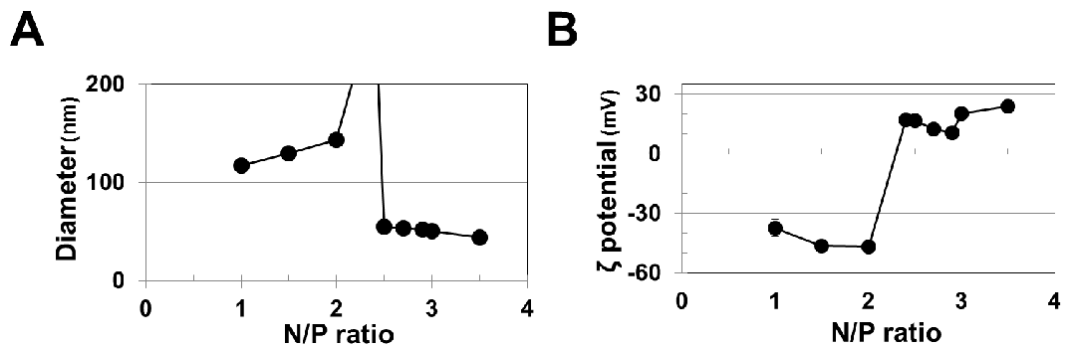 A
200
100
0
Diameter (nm)
0 1 2 3 4
N/P ratio
B
30
0
-30
-60
ζ potential (mV)
0 1 2 3 4
N/P ratio